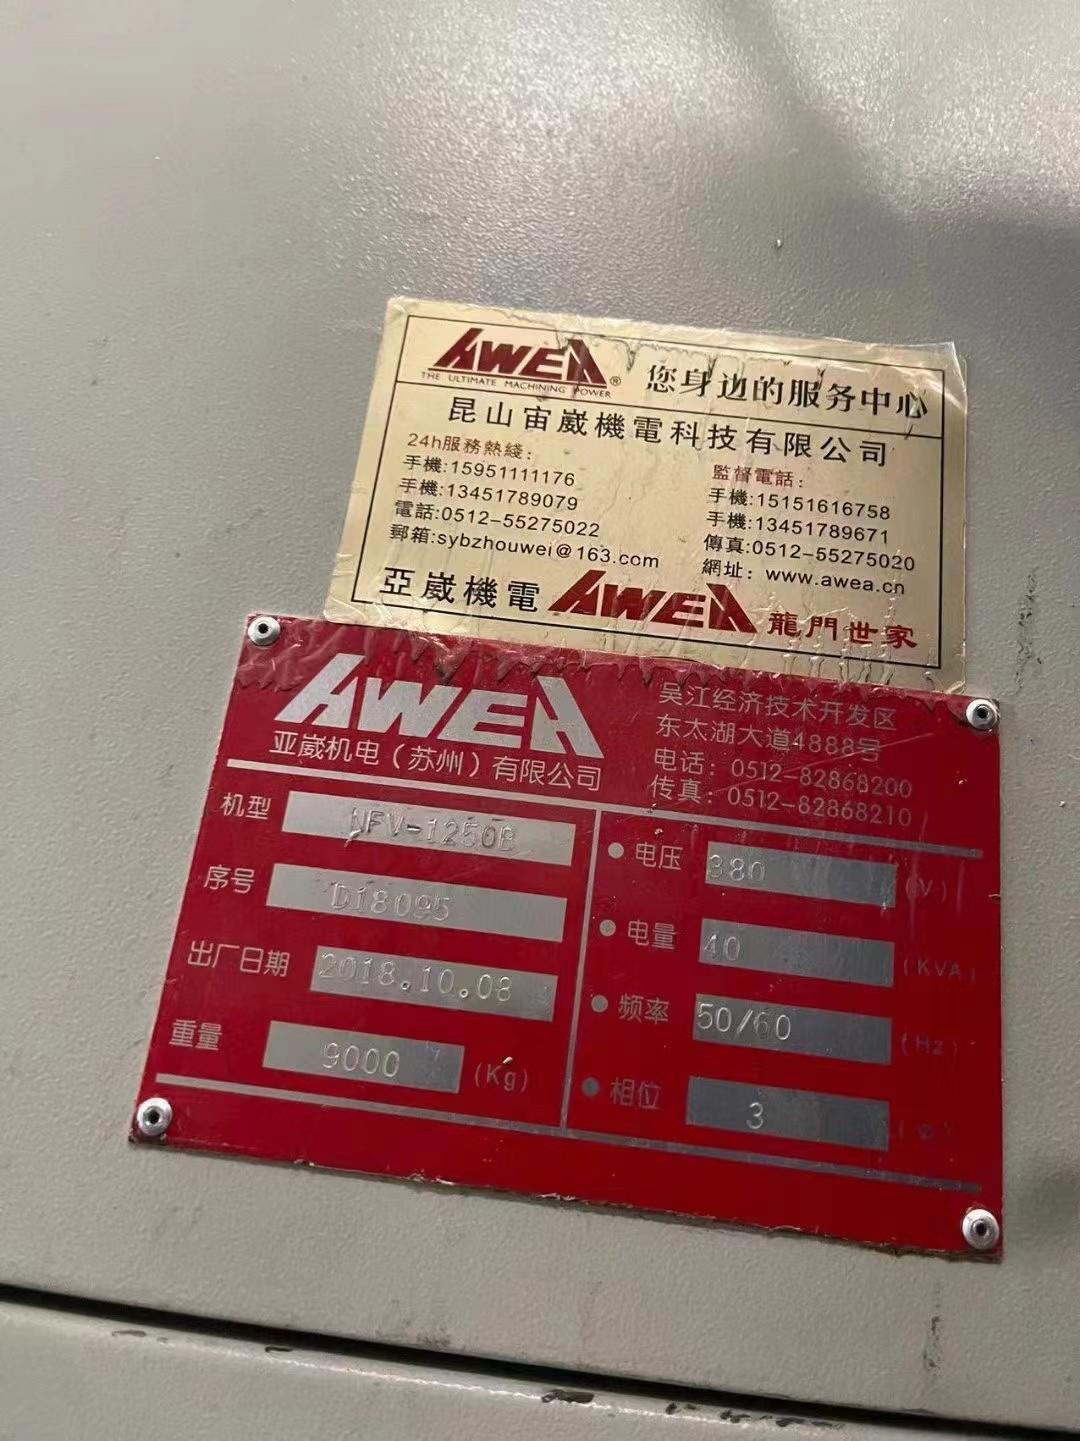 AWEA® 您身边的服务中心
THE ULTIMATE MACHINING POWER
昆山宙崴機電科技有限公司
24h服務熱綫:
手機:15951111176
手機:13451789079
電話:0512-55275022
郵箱:sybzhouwei@163.com
監督電話:
手機:15151616758
手機:13451789671
傳真:0512-55275020
網址: www.awea.cn
亞崴機電 AWEA 龍門世家
AWEA
亚崴机电(苏州)有限公司
吴江经济技术开发区
东太湖大道4888号
电话: 0512-82868200
传真: 0512-82868210
机型 NFV-1250B
序号 D18095
出厂日期 2018.10.08
重量 9000 (Kg)
电压 380 (V)
电量 40 (KVA)
频率 50/60 (Hz)
相位 3 (Φ)